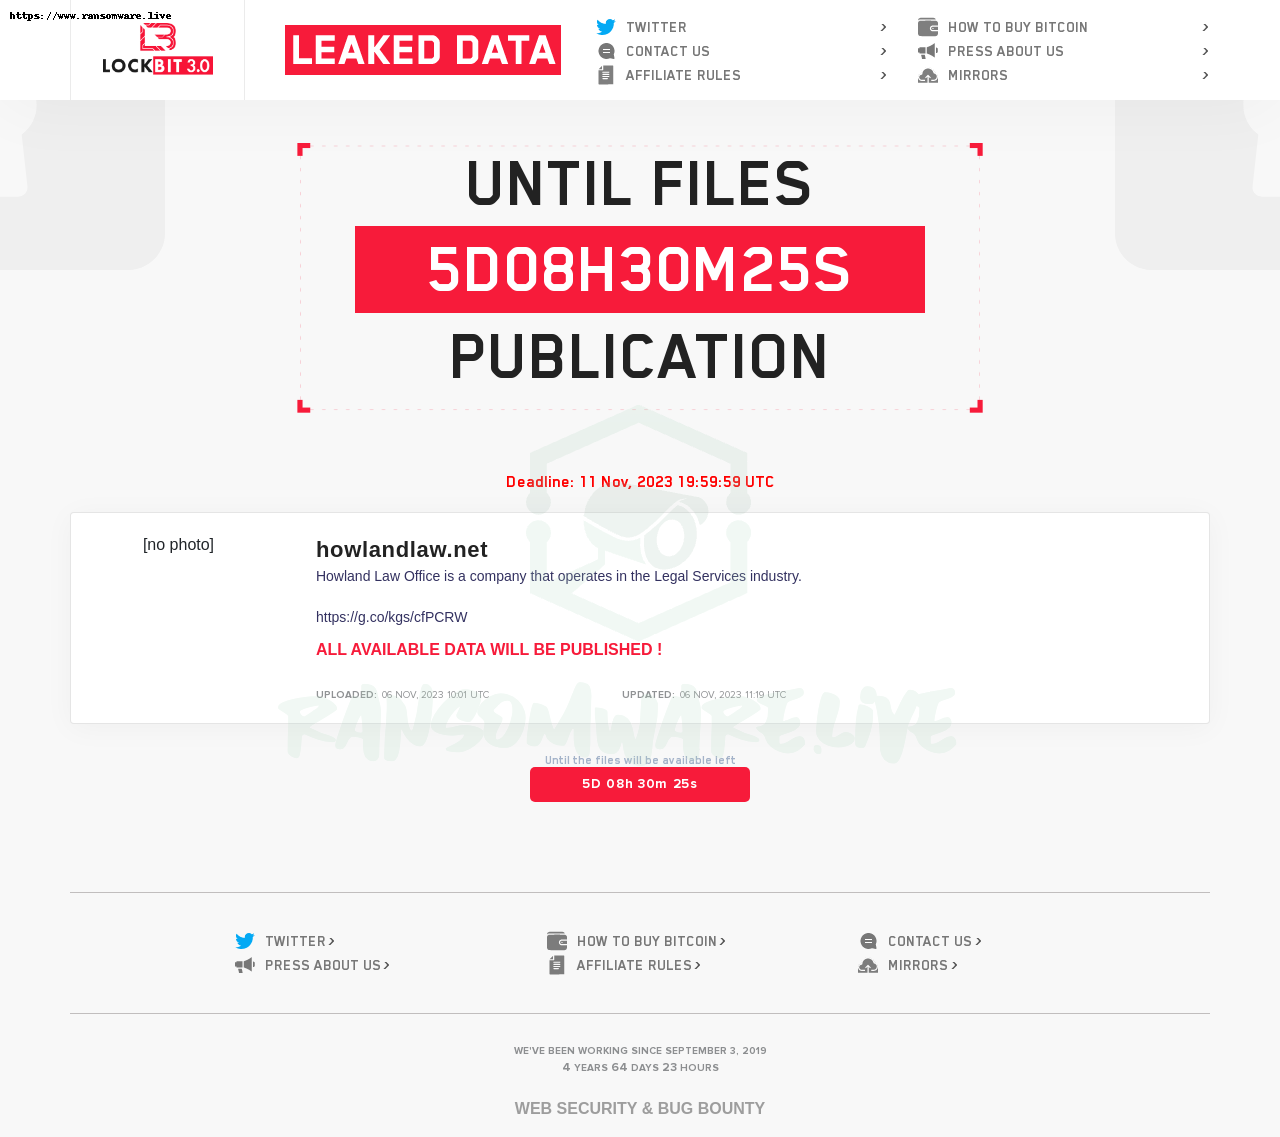 https://www.ransomware.live
LOCKBIT 3.0
LEAKED DATA
TWITTER
CONTACT US
AFFILIATE RULES
HOW TO BUY BITCOIN
PRESS ABOUT US
MIRRORS
UNTIL FILES
5D08H30M25S
PUBLICATION
Deadline: 11 Nov, 2023 19:59:59 UTC
[no photo]
howlandlaw.net
Howland Law Office is a company that operates in the Legal Services industry.
https://g.co/kgs/cfPCRW
ALL AVAILABLE DATA WILL BE PUBLISHED !
UPLOADED: 06 NOV, 2023 10:01 UTC
UPDATED: 06 NOV, 2023 11:19 UTC
RANSOMWARE.LIVE
Until the files will be available left
5D 08h 30m 25s
TWITTER
PRESS ABOUT US
HOW TO BUY BITCOIN
AFFILIATE RULES
CONTACT US
MIRRORS
WE'VE BEEN WORKING SINCE SEPTEMBER 3, 2019
4 YEARS 64 DAYS 23 HOURS
WEB SECURITY & BUG BOUNTY